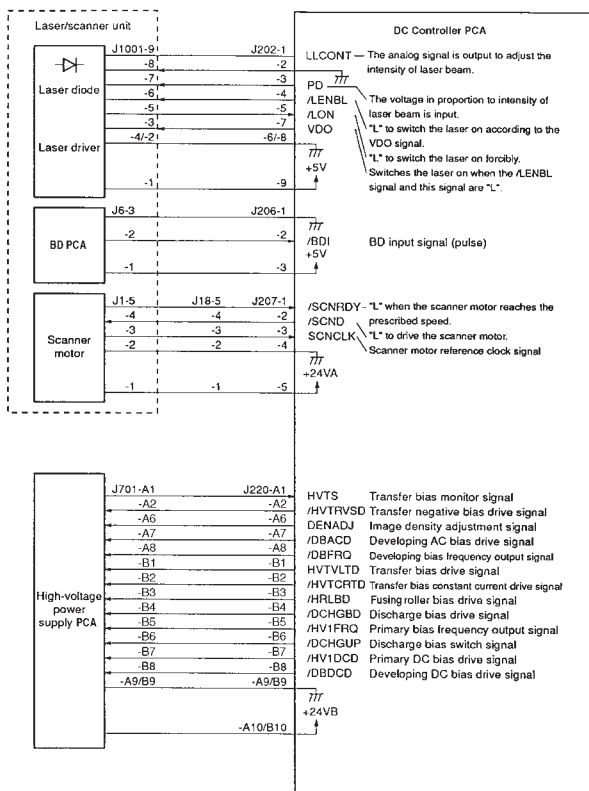 Laser/scanner unit
DC Controller PCA
J1001-9 J202-1 LLCONT — The analog signal is output to adjust the
intensity of laser beam.
-8 -2
-7 -3 PD
Laser diode
-6 -4 /LENBL The voltage in proportion to intensity of
laser beam is input.
-5 -5 /LON
-3 -7 VDO "L" to switch the laser on according to the
VDO signal.
Laser driver -4/-2 -6/-8
"L" to switch the laser on forcibly.
+5V Switches the laser on when the /LENBL
signal and this signal are "L".
-1 -9
J6-3 J206-1
BD PCA -2 -2 /BDI BD input signal (pulse)
+5V
-1 -3
J1-5 J18-5 J207-1 /SCNRDY – "L" when the scanner motor reaches the
prescribed speed.
-4 -4 -2 /SCND
-3 -3 -3 SCNCLK "L" to drive the scanner motor.
Scanner
motor
-2 -2 -4 Scanner motor reference clock signal
+24VA
-1 -1 -5
J701-A1 J220-A1 HVTS Transfer bias monitor signal
-A2 -A2 /HVTRVSD Transfer negative bias drive signal
-A6 -A6 DENADJ Image density adjustment signal
-A7 -A7 /DBACD Developing AC bias drive signal
-A8 -A8 /DBFRQ Developing bias frequency output signal
-B1 -B1 HVTVLTD Transfer bias drive signal
-B2 -B2 /HVTCRTD Transfer bias constant current drive signal
-B3 -B3 /HRLBD Fusing roller bias drive signal
-B4 -B4 /DCHGBD Discharge bias drive signal
-B5 -B5 /HV1FRQ Primary bias frequency output signal
-B6 -B6 /DCHGUP Discharge bias switch signal
-B7 -B7 /HV1DCD Primary DC bias drive signal
-B8 -B8 /DBDCD Developing DC bias drive signal
High-voltage
power
supply PCA
-A9/B9 -A9/B9
+24VB
-A10/B10